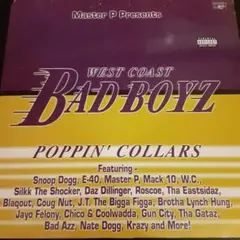 Master P Presents
WEST COAST
BAD BOYZ
POPPIN' COLLARS
Featuring -
Snoop Dogg, E-40, Master P, Mack 10, W.C.,
Silkk The Shocker, Daz Dillinger, Roscoe, Tha Eastsidaz,
Blaqout, Coug Nut, J.T. The Bigga Figga, Brotha Lynch Hung,
Jayo Felony, Chico & Coolwadda, Gun City, Tha Gataz,
Bad Azz, Nate Dogg, Krazy and More!